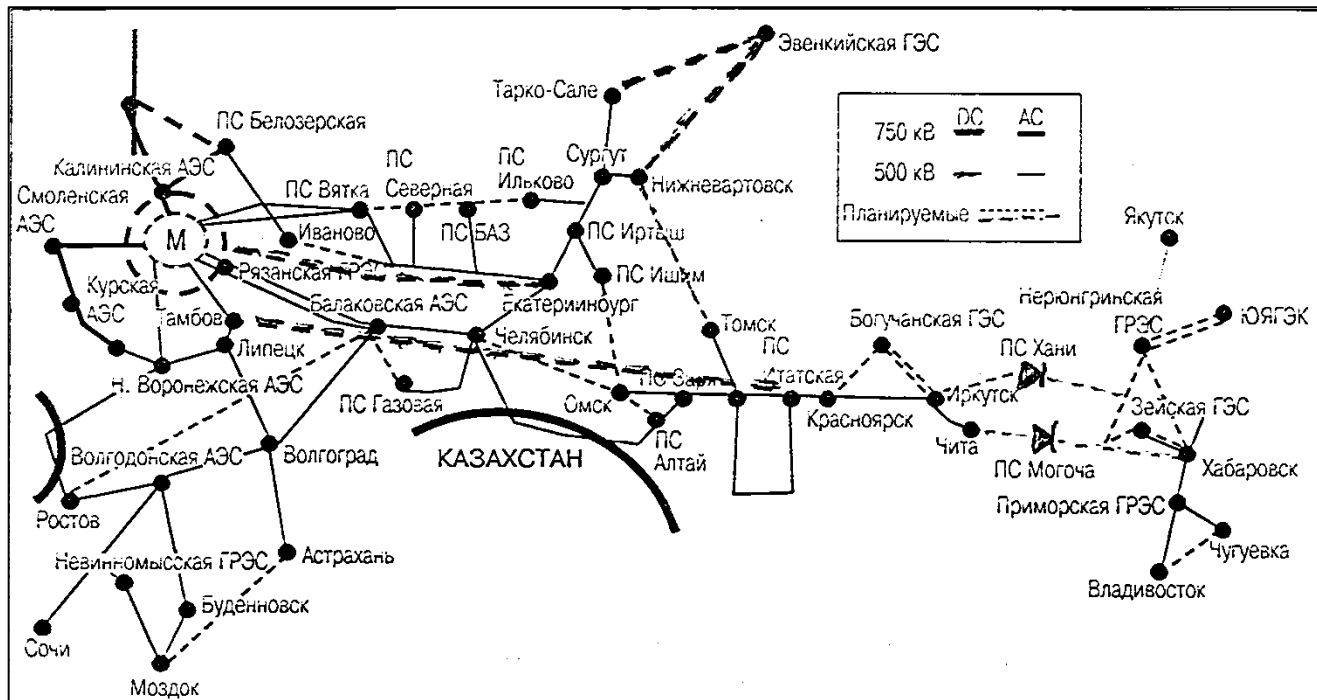 Эвенкийская ГЭС
Тарко-Сале
ПС Белозерская
750 кВ DC AC
500 кВ
Планируемые
Калининская АЭС
Смоленская
АЭС
ПС Вятка
ПС
Северная
ПС
Ильково
Сургут
Нижневартовск
Якутск
М
Иваново
ПС БАЗ
ПС Иртыш
ПС Ишим
Рязанская ГРЭС
Курская
АЭС
Балаковская АЭС
Екатериинбург
Нерюнгринская
ГРЭС
ЮЯГЭК
Тамбов
Липецк
Челябинск
Томск
Богучанская ГЭС
ПС Хани
Н. Воронежская АЭС
ПС Газовая
Омск
ПС Заря
ПС
Итатская
Красноярск
Иркутск
Зейская ГЭС
Волгодонская АЭС
Волгоград
КАЗАХСТАН
ПС
Алтай
Чита
ПС Могоча
Хабаровск
Ростов
Приморская ГРЭС
Невинномысская ГРЭС
Астрахань
Чугуевка
Буденновск
Владивосток
Сочи
Моздок